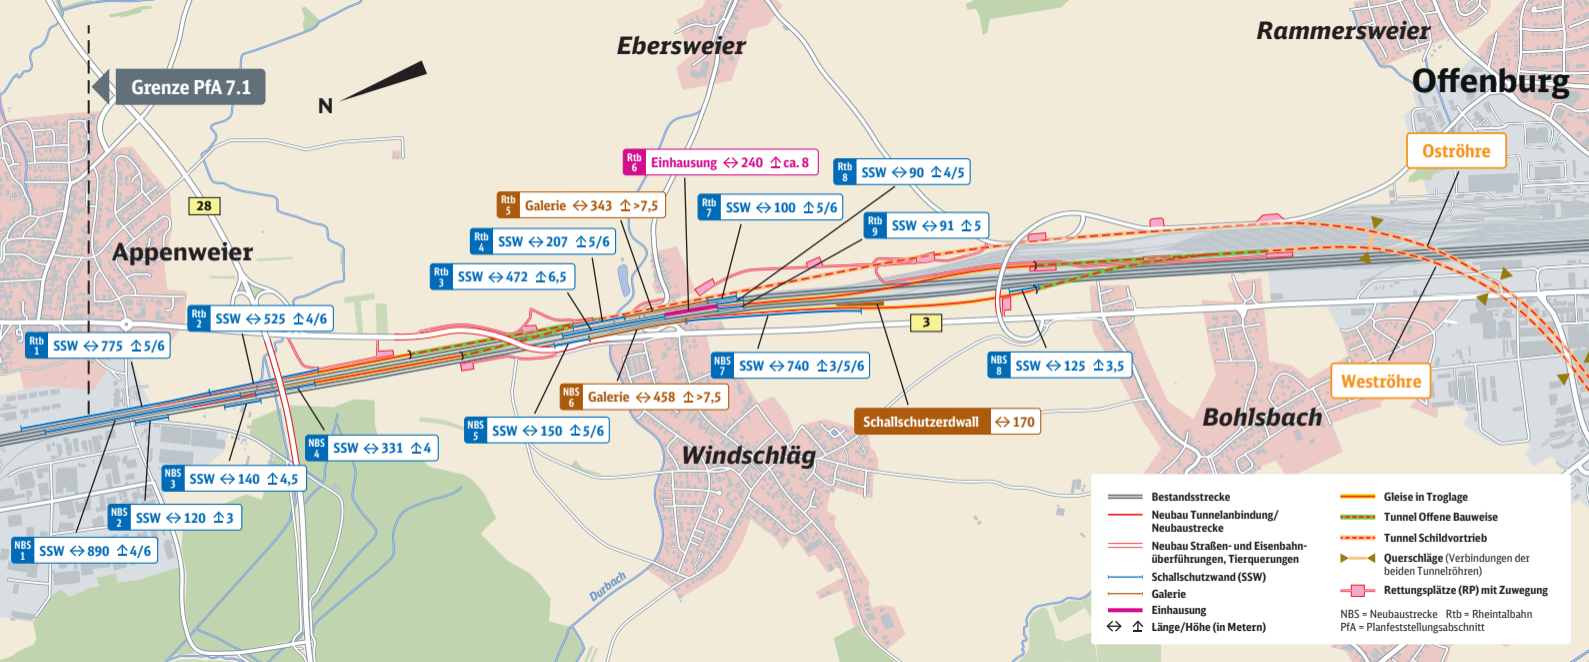 Ebersweier
Rammersweier
Offenburg
Grenze PfA 7.1
N
Oströhre
Rtb 6 Einhausung ↔ 240 ↥ ca. 8
Rtb 8 SSW ↔ 90 ↥ 4/5
28
Rtb 5 Galerie ↔ 343 ↥ >7,5
Rtb 7 SSW ↔ 100 ↥ 5/6
Rtb 9 SSW ↔ 91 ↥ 5
Appenweier
Rtb 4 SSW ↔ 207 ↥ 5/6
Rtb 3 SSW ↔ 472 ↥ 6,5
Rtb 2 SSW ↔ 525 ↥ 4/6
3
Rtb 1 SSW ↔ 775 ↥ 5/6
NBS 7 SSW ↔ 740 ↥ 3/5/6
NBS 8 SSW ↔ 125 ↥ 3,5
Weströhre
NBS 6 Galerie ↔ 458 ↥ >7,5
Schallschutzerdwall ↔ 170
Bohlsbach
NBS 5 SSW ↔ 150 ↥ 5/6
NBS 4 SSW ↔ 331 ↥ 4
Windschläg
NBS 3 SSW ↔ 140 ↥ 4,5
NBS 2 SSW ↔ 120 ↥ 3
NBS 1 SSW ↔ 890 ↥ 4/6
Durbach
Bestandsstrecke
Neubau Tunnelanbindung/
Neubaustrecke
Neubau Straßen- und Eisenbahn-
überführungen, Tierquerungen
Schallschutzwand (SSW)
Galerie
Einhausung
↔ ↥ Länge/Höhe (in Metern)
Gleise in Troglage
Tunnel Offene Bauweise
Tunnel Schildvortrieb
Querschläge (Verbindungen der
beiden Tunnelröhren)
Rettungsplätze (RP) mit Zuwegung
NBS = Neubaustrecke Rtb = Rheintalbahn
PfA = Planfeststellungsabschnitt